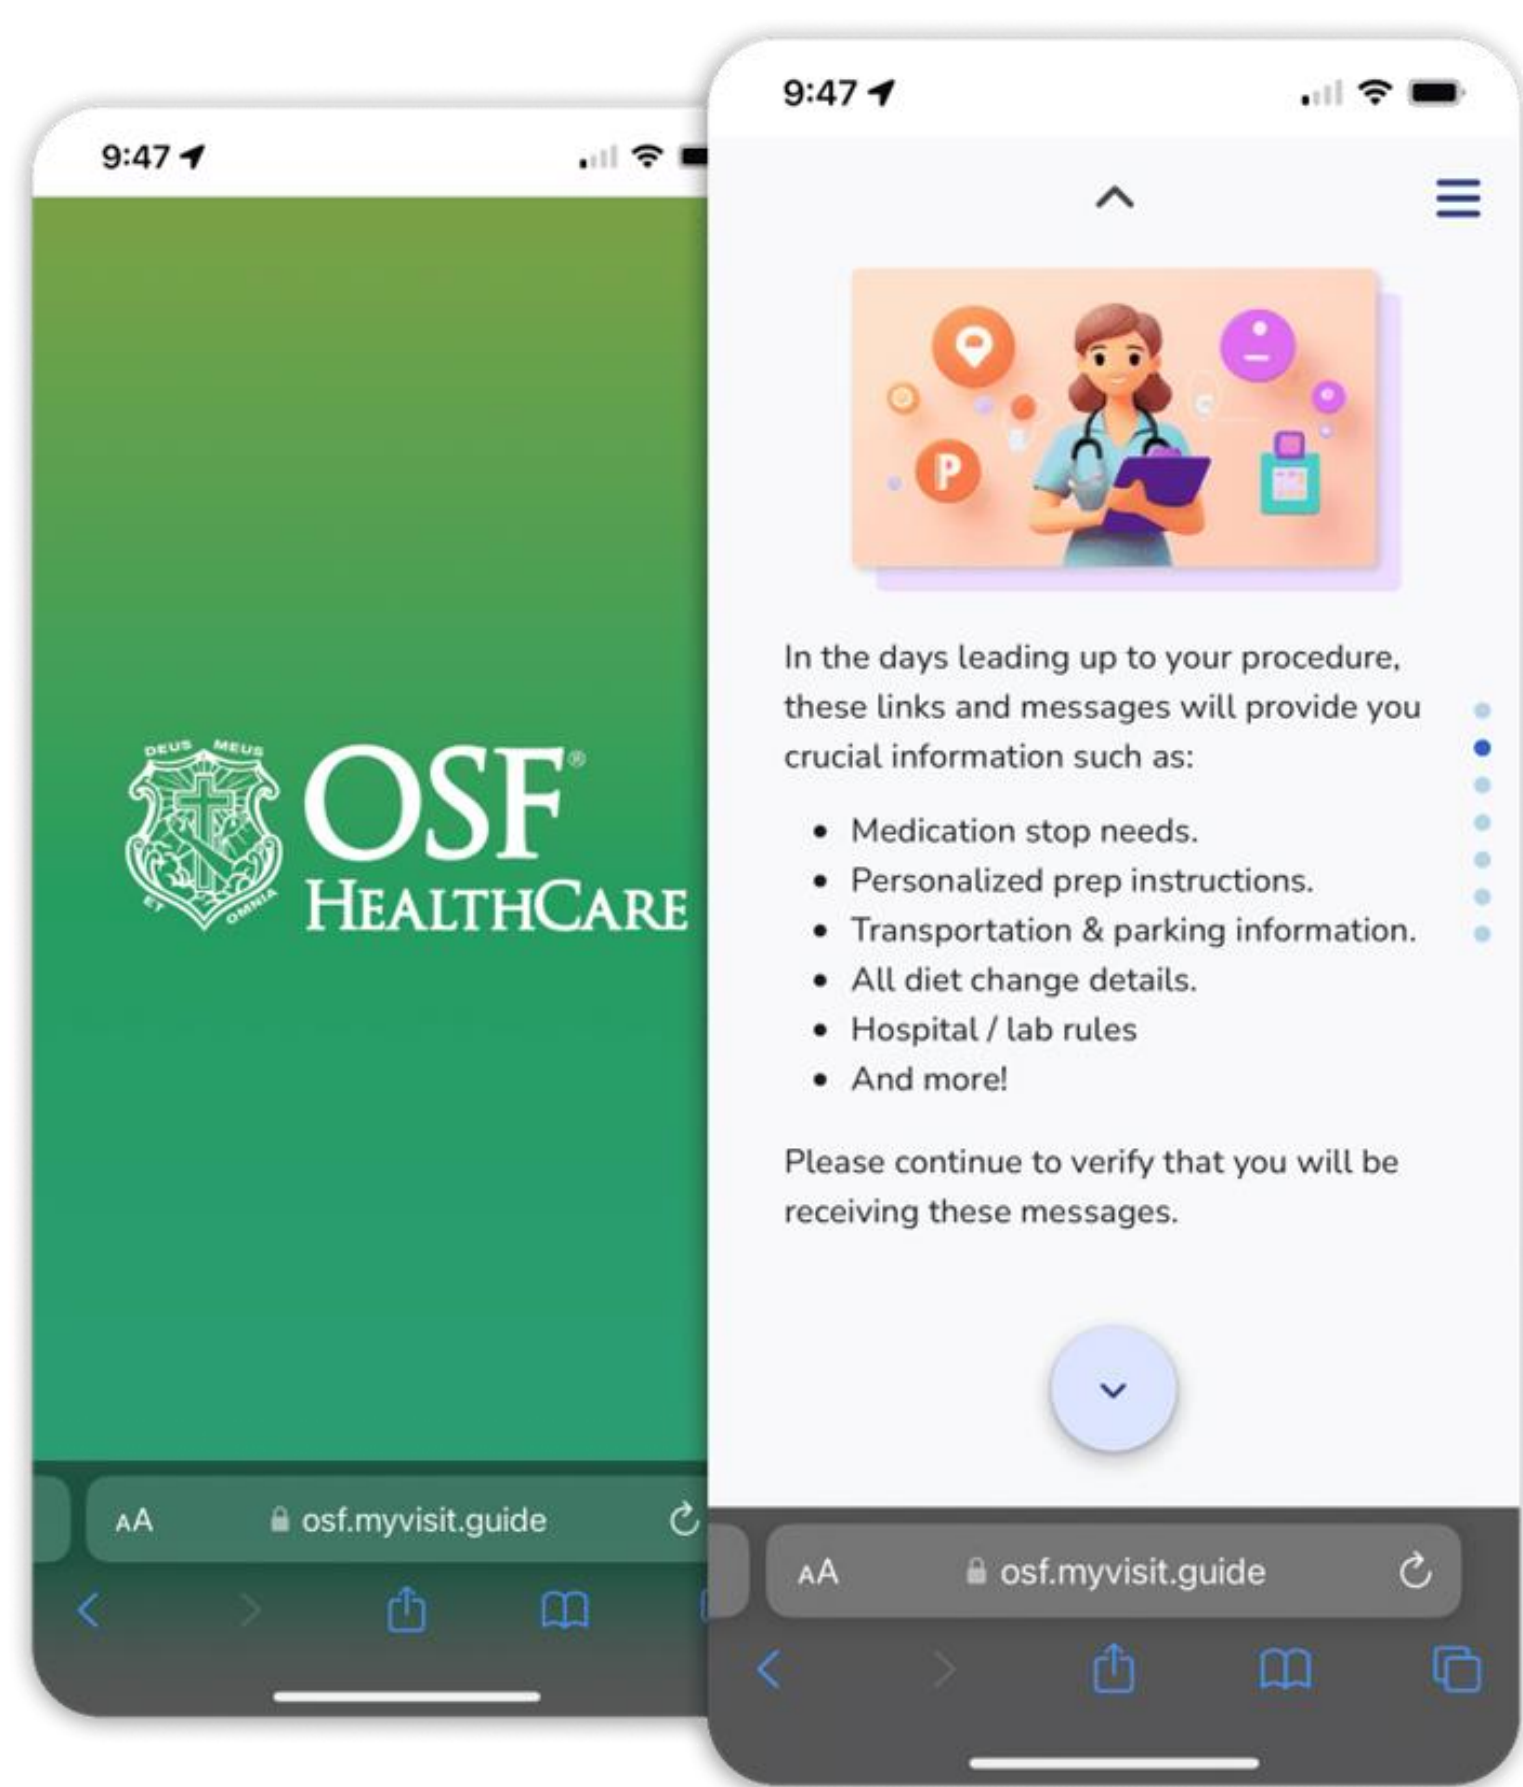 9:47
DEUS MEUS
ET OMNIA
OSF®
HEALTHCARE
AA osf.myvisit.guide
9:47
P
In the days leading up to your procedure,
these links and messages will provide you
crucial information such as:
• Medication stop needs.
• Personalized prep instructions.
• Transportation & parking information.
• All diet change details.
• Hospital / lab rules
• And more!
Please continue to verify that you will be
receiving these messages.
AA osf.myvisit.guide